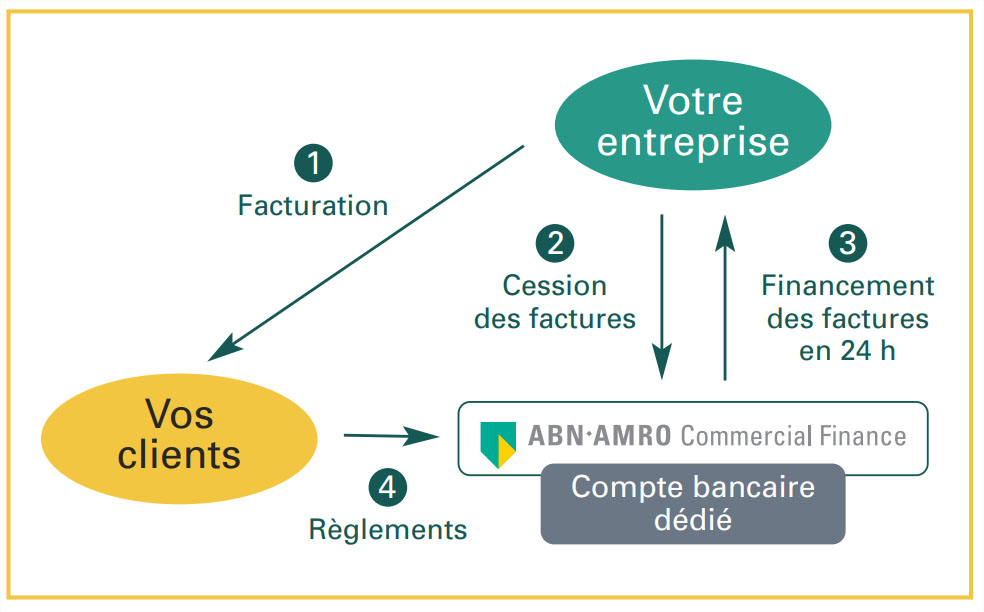 Votre
entreprise
1
Facturation
2
Cession
des factures
3
Financement
des factures
en 24 h
Vos
clients
ABN·AMRO Commercial Finance
Compte bancaire
dédié
4
Règlements